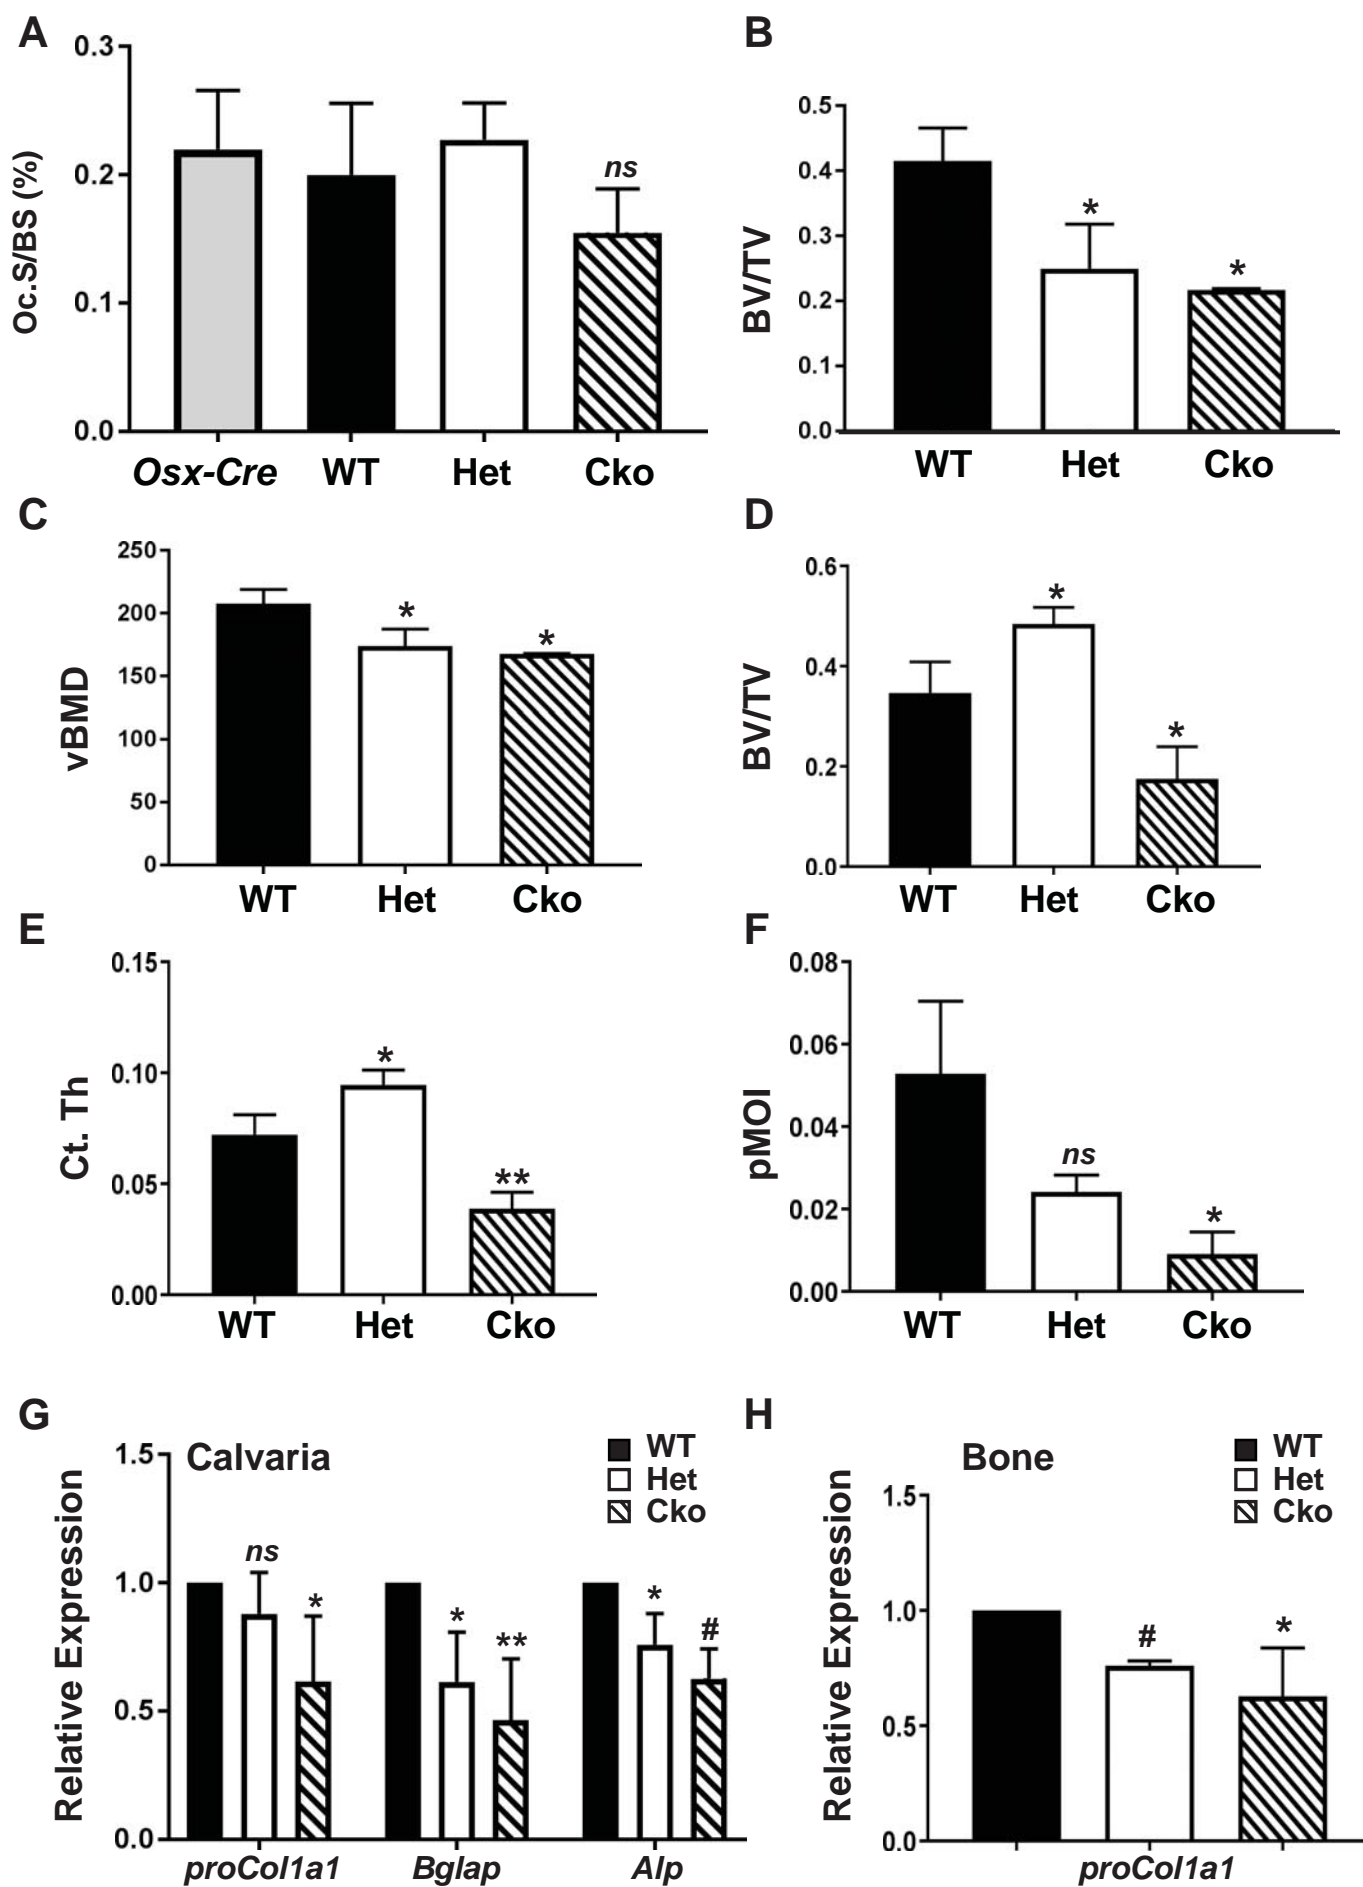 A
0.3
0.2
0.1
0.0
Oc.S/BS (%)
ns
Osx-Cre WT Het Cko
B
0.5
0.4
0.3
0.2
0.1
0.0
BV/TV
*
*
WT Het Cko
C
250
200
150
100
50
0
vBMD
*
*
WT Het Cko
D
0.6
0.4
0.2
0.0
BV/TV
*
*
WT Het Cko
E
0.15
0.10
0.05
0.00
Ct. Th
*
**
WT Het Cko
F
0.08
0.06
0.04
0.02
0.00
pMOI
ns
*
WT Het Cko
G
Calvaria
WT
Het
Cko
1.5
1.0
0.5
0.0
Relative Expression
ns
*
*
**
*
#
proCol1a1 Bglap Alp
H
Bone
WT
Het
Cko
1.5
1.0
0.5
0.0
Relative Expression
#
*
proCol1a1